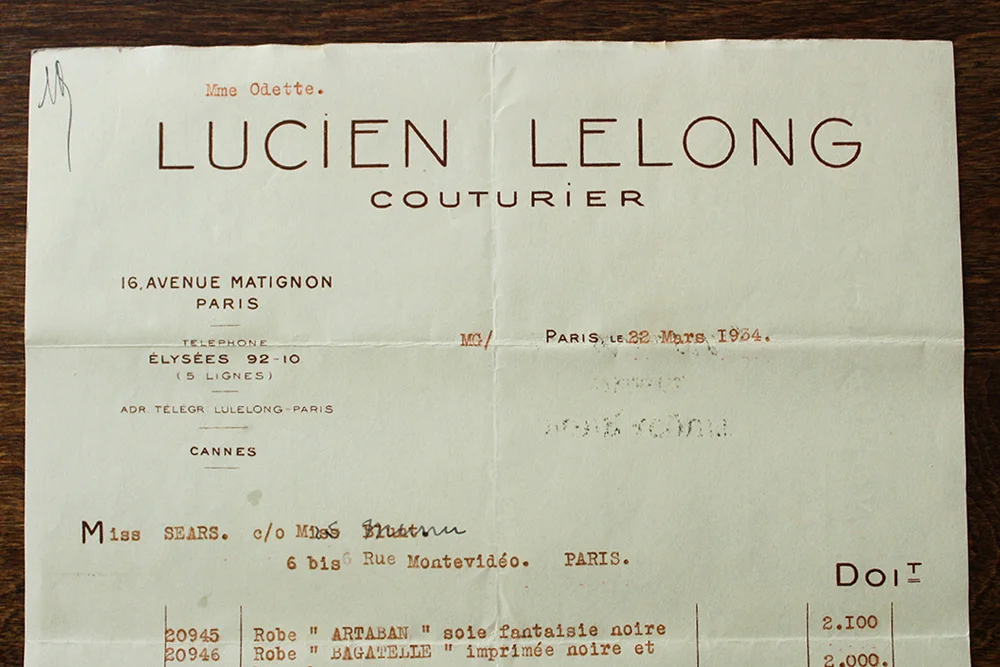 Mme Odette.
LUCiEN LELONG
COUTURiER
16, AVENUE MATIGNON
PARIS
TELEPHONE
ÉLYSÉES 92-10
(5 LIGNES)
ADR. TÉLÉGR. LULELONG-PARIS
CANNES
MG/ PARIS, LE 22 Mars 1934.
Miss SEARS. c/o Miss
6 bis Rue Montevidéo. PARIS.
DOIT
20945 Robe " ARTABAN " soie fantaisie noire 2.100
20946 Robe " BAGATELLE " imprimée noire et 2.000.